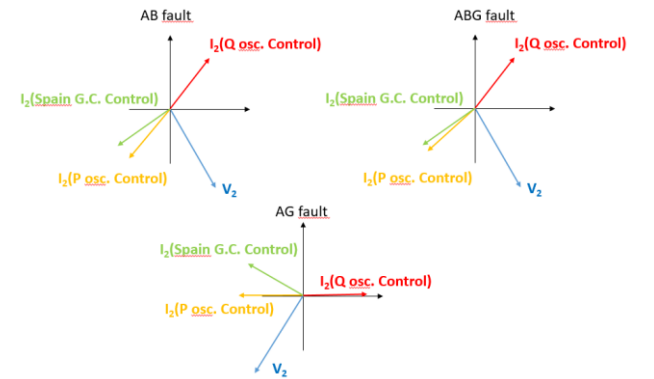 AB fault
I₂(Q osc. Control)
I₂(Spain G.C. Control)
I₂(P osc. Control)
V₂
ABG fault
I₂(Q osc. Control)
I₂(Spain G.C. Control)
I₂(P osc. Control)
V₂
AG fault
I₂(Spain G.C. Control)
I₂(Q osc. Control)
I₂(P osc. Control)
V₂